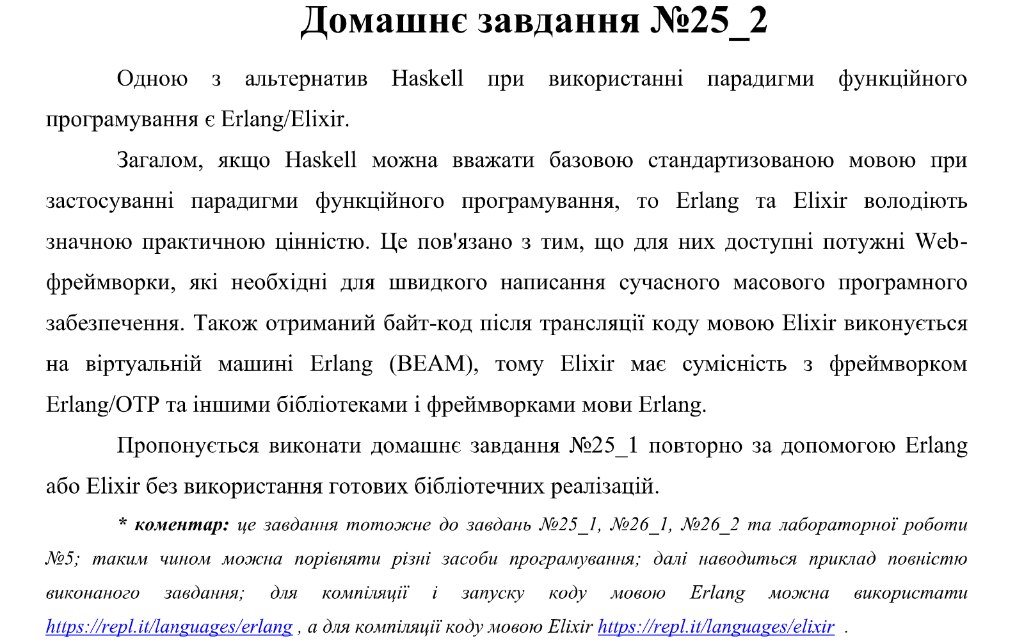 Домашнє завдання №25_2
Одною з альтернатив Haskell при використанні парадигми функційного
програмування є Erlang/Elixir.
Загалом, якщо Haskell можна вважати базовою стандартизованою мовою при
застосуванні парадигми функційного програмування, то Erlang та Elixir володіють
значною практичною цінністю. Це пов'язано з тим, що для них доступні потужні Web-
фреймворки, які необхідні для швидкого написання сучасного масового програмного
забезпечення. Також отриманий байт-код після трансляції коду мовою Elixir виконується
на віртуальній машині Erlang (BEAM), тому Elixir має сумісність з фреймворком
Erlang/OTP та іншими бібліотеками і фреймворками мови Erlang.
Пропонується виконати домашнє завдання №25_1 повторно за допомогою Erlang
або Elixir без використання готових бібліотечних реалізацій.
* коментар: це завдання тотожне до завдань №25_1, №26_1, №26_2 та лабораторної роботи
№5; таким чином можна порівняти різні засоби програмування; далі наводиться приклад повністю
виконаного завдання; для компіляції і запуску коду мовою Erlang можна використати
https://repl.it/languages/erlang , а для компіляції коду мовою Elixir https://repl.it/languages/elixir .